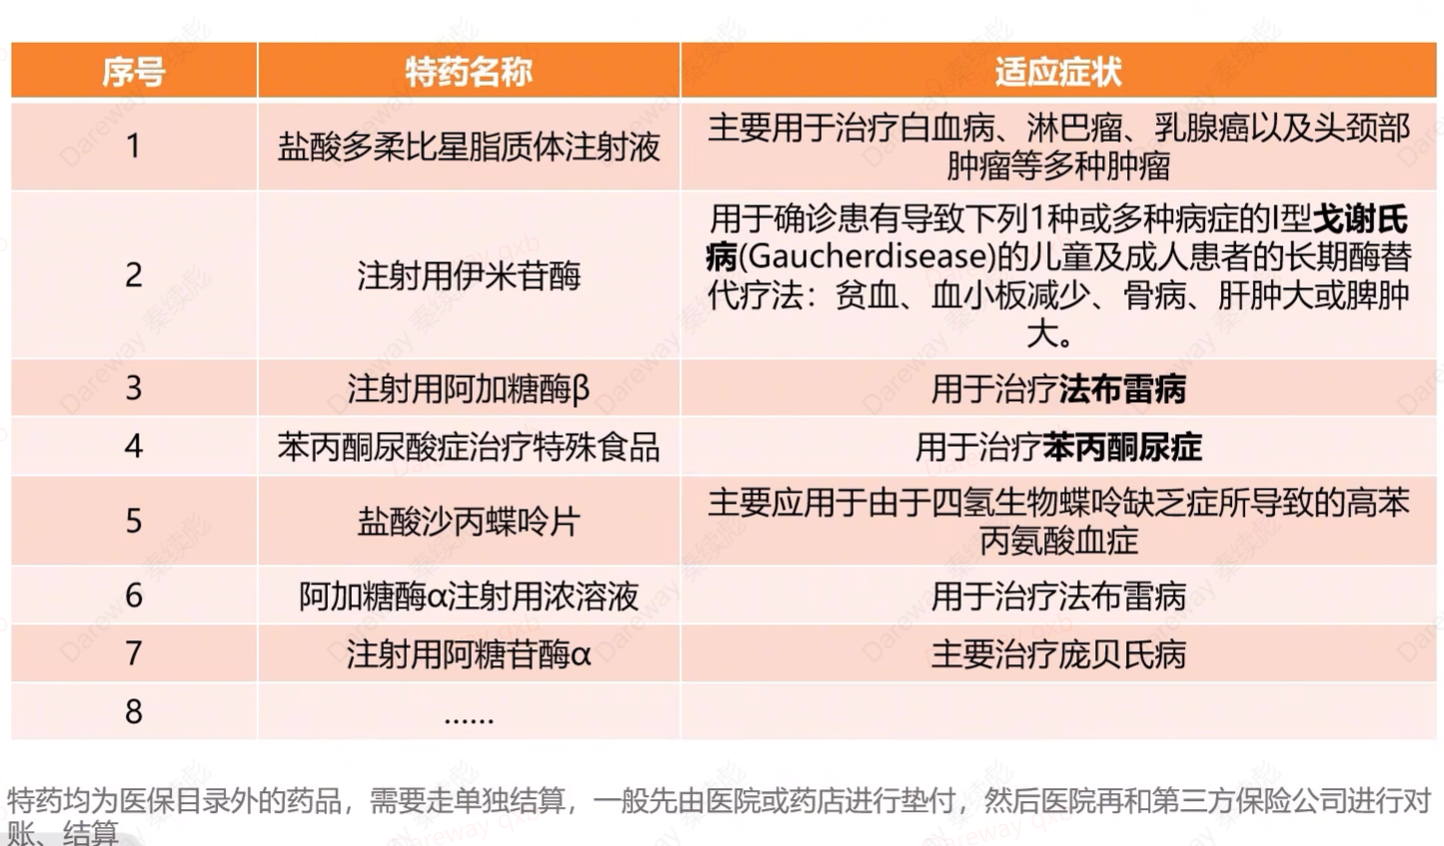 序号 特药名称 适应症状
1 盐酸多柔比星脂质体注射液 主要用于治疗白血病、淋巴瘤、乳腺癌以及头颈部
肿瘤等多种肿瘤
2 注射用伊米苷酶 用于确诊患有导致下列1种或多种病症的I型戈谢氏
病(Gaucherdisease)的儿童及成人患者的长期酶替
代疗法：贫血、血小板减少、骨病、肝肿大或脾肿
大。
3 注射用阿加糖酶β 用于治疗法布雷病
4 苯丙酮尿酸症治疗特殊食品 用于治疗苯丙酮尿症
5 盐酸沙丙蝶呤片 主要应用于由于四氢生物蝶呤缺乏症所导致的高苯
丙氨酸血症
6 阿加糖酶α注射用浓溶液 用于治疗法布雷病
7 注射用阿糖苷酶α 主要治疗庞贝氏病
8 ......
特药均为医保目录外的药品，需要走单独结算，一般先由医院或药店进行垫付，然后医院再和第三方保险公司进行对
账、结算
Dareway 秦续彪
Dareway qxb